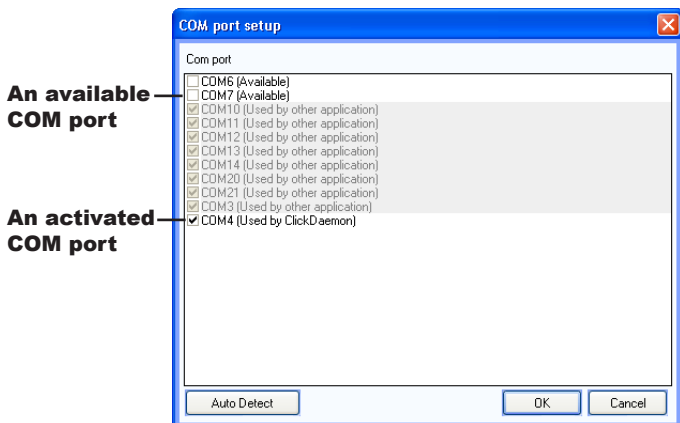 COM port setup
Com port
An available
COM port
COM6 (Available)
COM7 (Available)
COM10 (Used by other application)
COM11 (Used by other application)
COM12 (Used by other application)
COM13 (Used by other application)
COM14 (Used by other application)
COM20 (Used by other application)
COM21 (Used by other application)
COM3 (Used by other application)
An activated
COM port
COM4 (Used by ClickDaemon)
Auto Detect
OK
Cancel